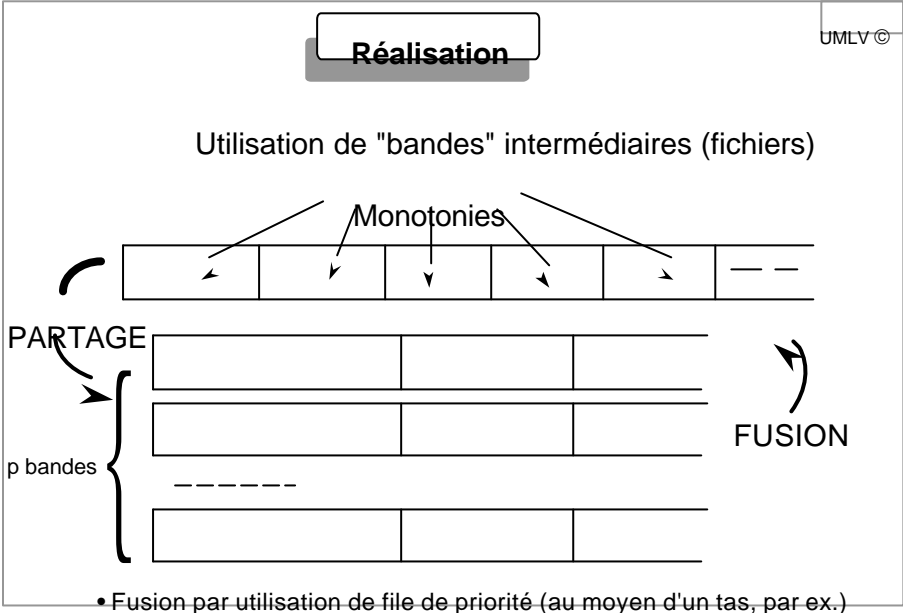 Réalisation
UMLV ©
Utilisation de "bandes" intermédiaires (fichiers)
Monotonies
PARTAGE
FUSION
p bandes
• Fusion par utilisation de file de priorité (au moyen d'un tas, par ex.)